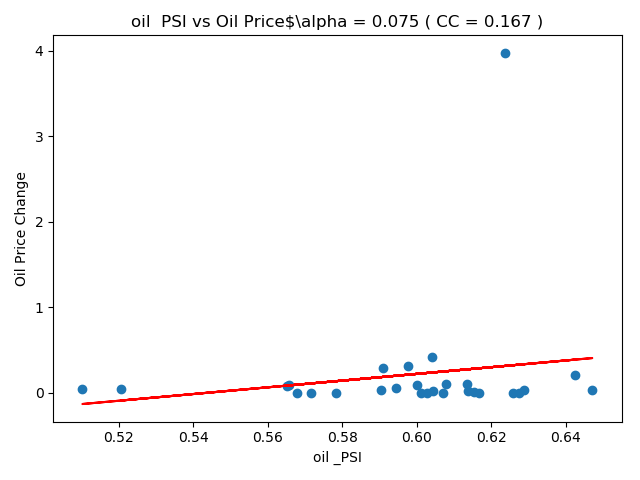 oil  PSI vs Oil Price$\alpha = 0.075 ( CC = 0.167 )
Oil Price Change
4
3
2
1
0
0.52 0.54 0.56 0.58 0.60 0.62 0.64
oil _PSI